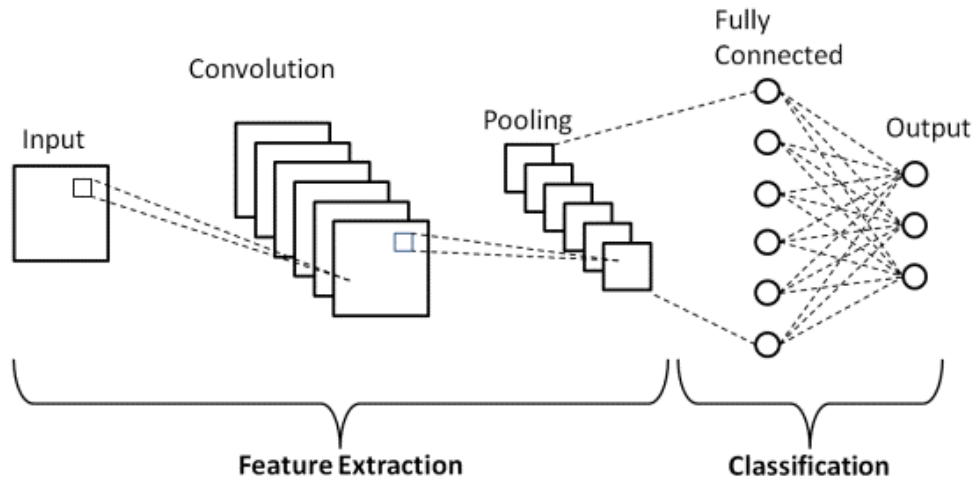 Input
Convolution
Pooling
Fully
Connected
Output
Feature Extraction
Classification